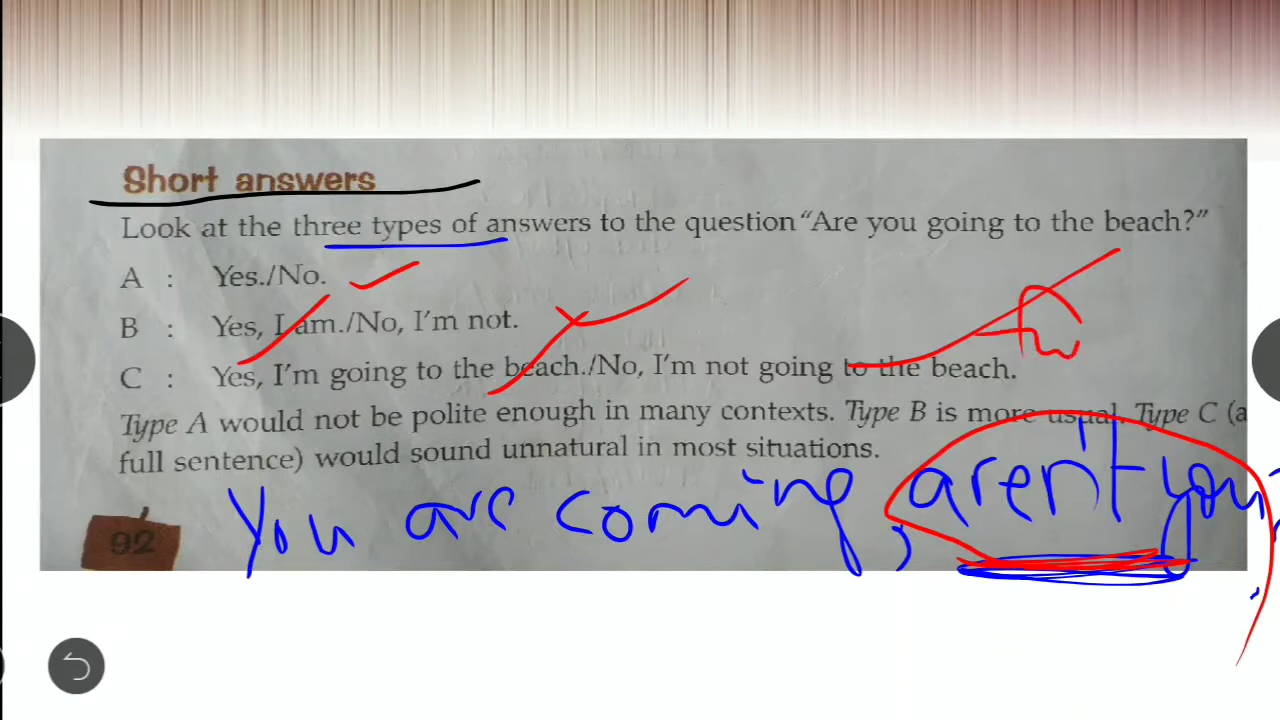 Short answers
Look at the three types of answers to the question “Are you going to the beach?”
A : Yes./No.
B : Yes, I am./No, I'm not.
C : Yes, I'm going to the beach./No, I'm not going to the beach.
Type A would not be polite enough in many contexts. Type B is more usual. Type C (a
full sentence) would sound unnatural in most situations.
You are coming, aren't you?
92